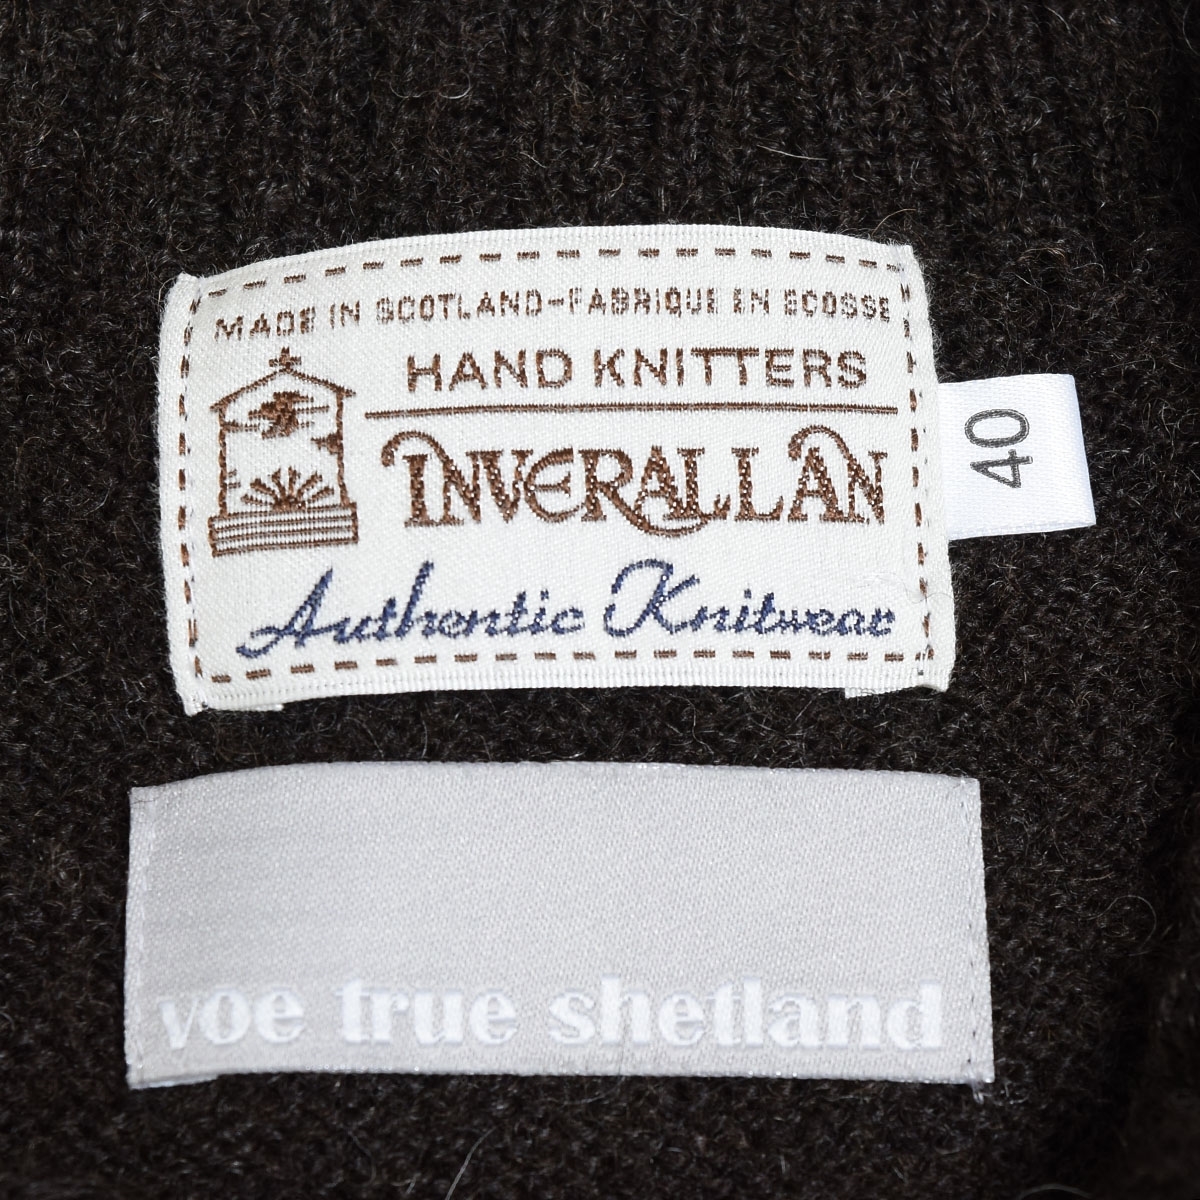 MADE IN SCOTLAND-FABRIQUE EN ECOSSE
HAND KNITTERS
INVERALLAN
Authentic Knitwear
40
voe true shetland